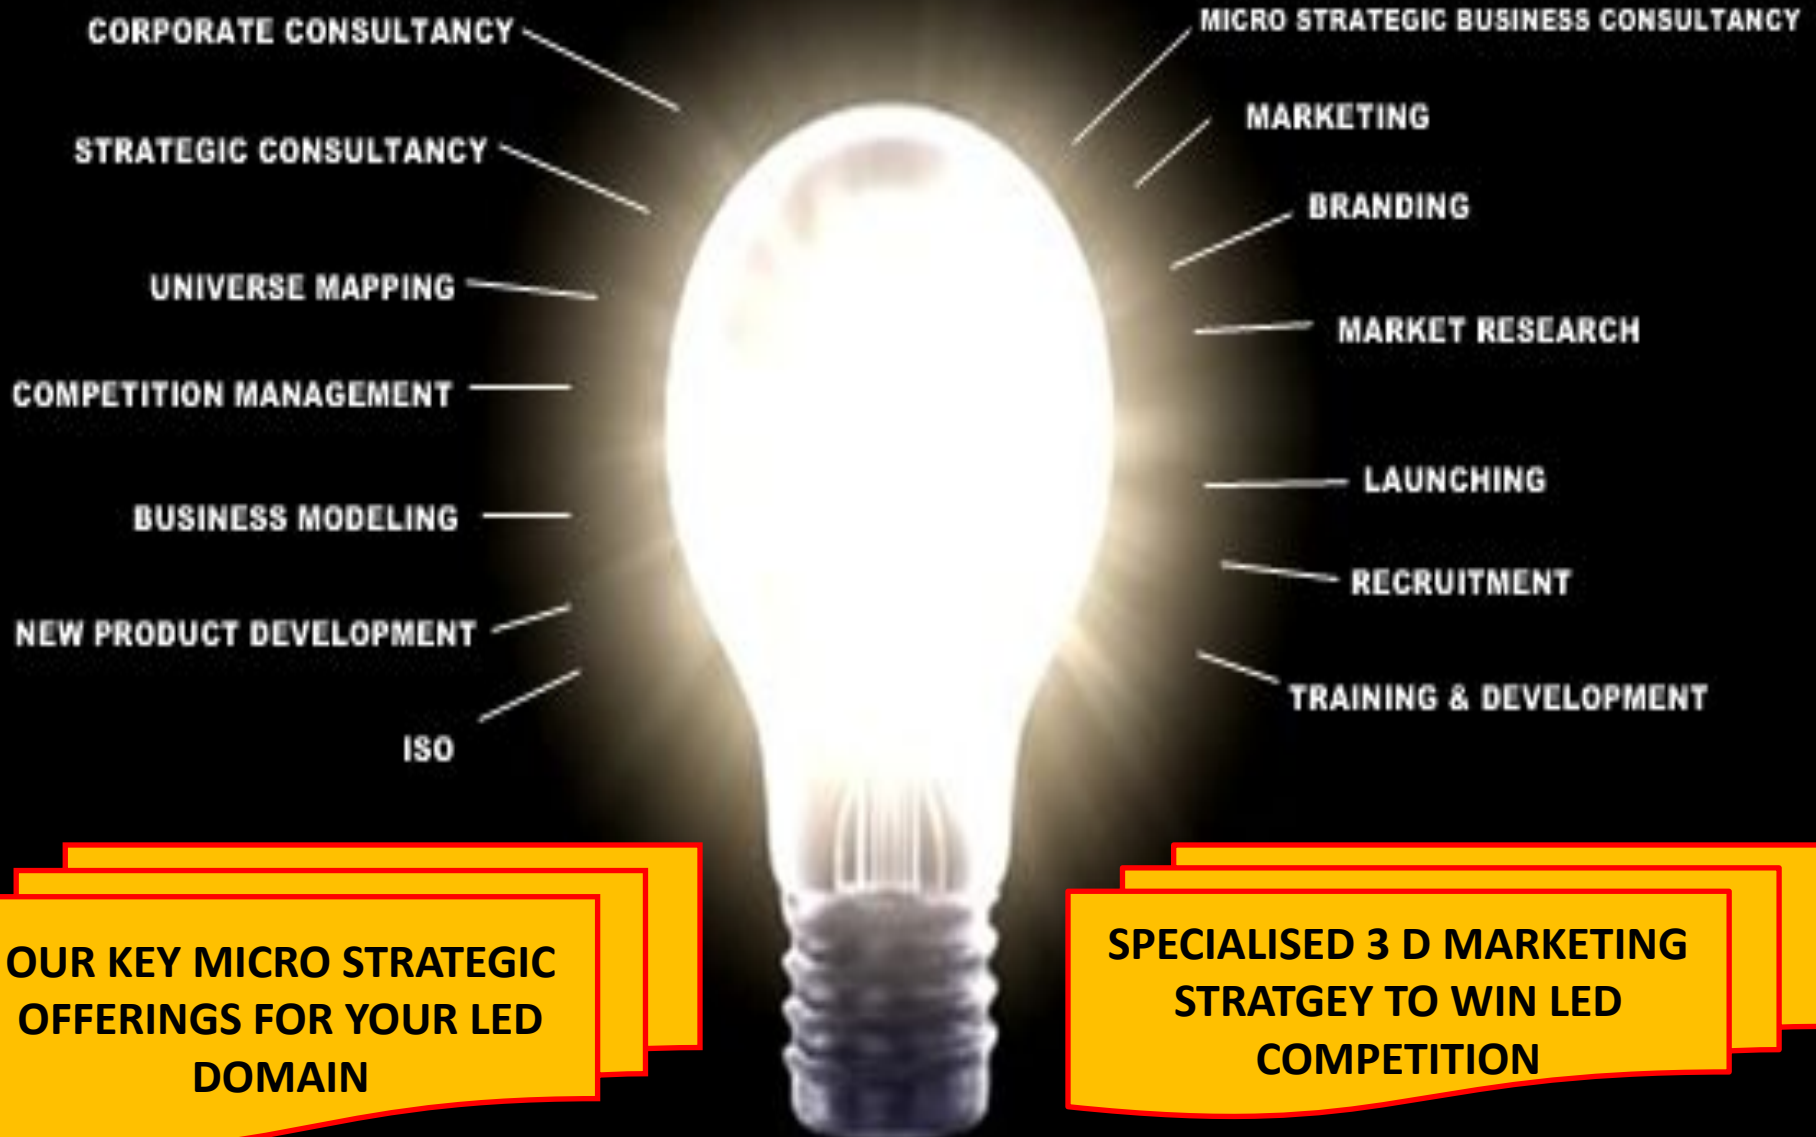 CORPORATE CONSULTANCY
STRATEGIC CONSULTANCY
UNIVERSE MAPPING
COMPETITION MANAGEMENT
BUSINESS MODELING
NEW PRODUCT DEVELOPMENT
ISO
MICRO STRATEGIC BUSINESS CONSULTANCY
MARKETING
BRANDING
MARKET RESEARCH
LAUNCHING
RECRUITMENT
TRAINING & DEVELOPMENT
OUR KEY MICRO STRATEGIC
OFFERINGS FOR YOUR LED
DOMAIN
SPECIALISED 3 D MARKETING
STRATGEY TO WIN LED
COMPETITION